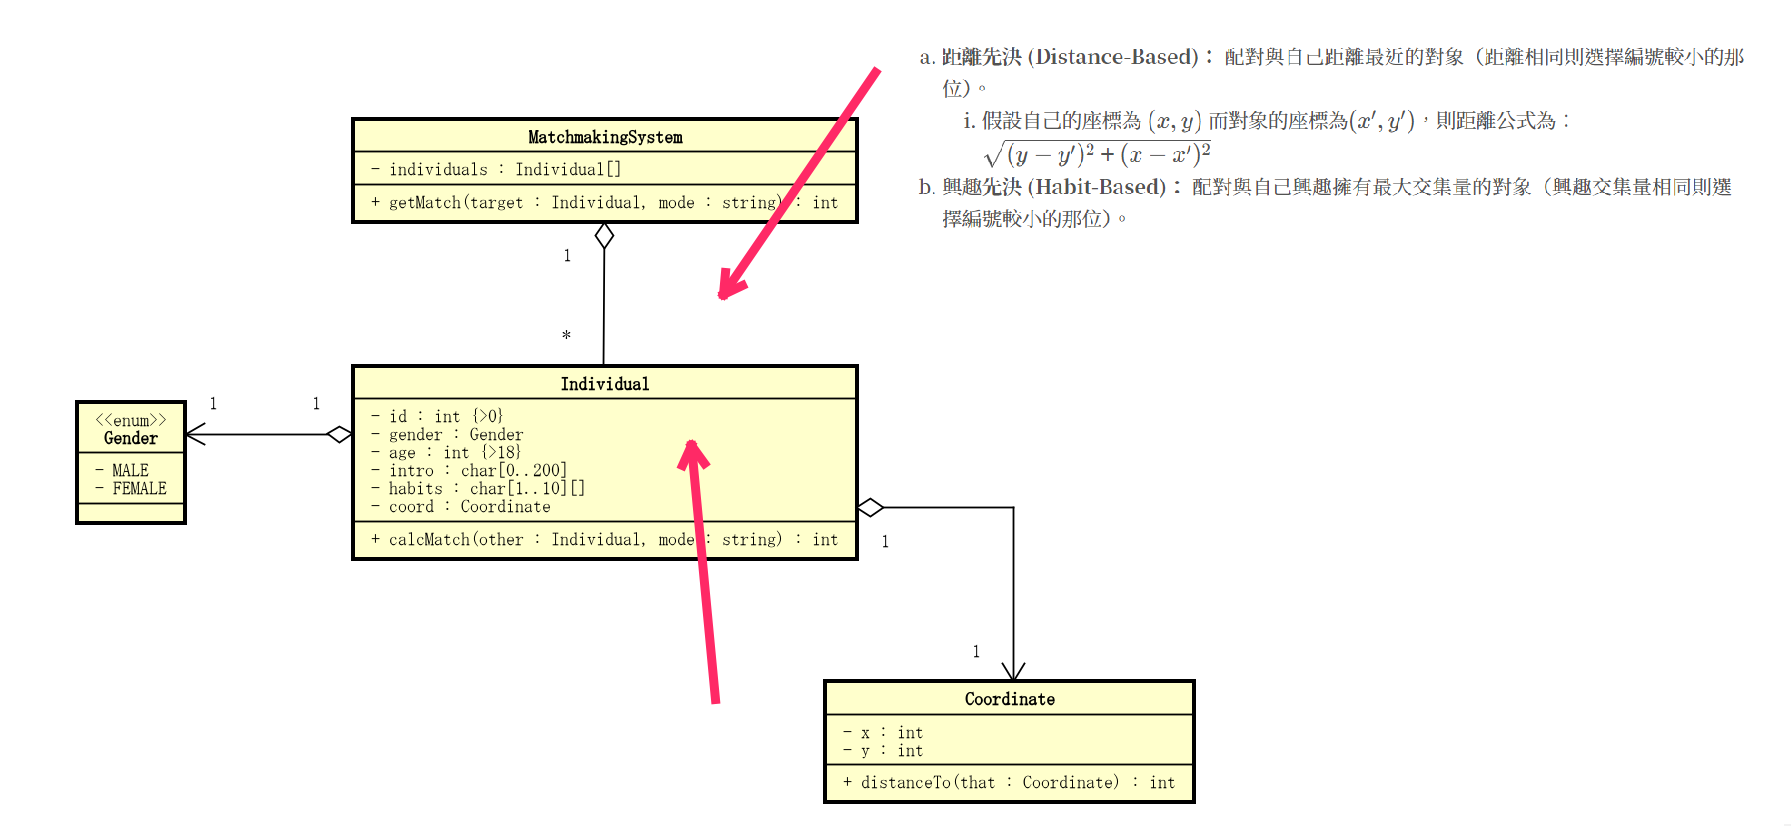 a. 距離先決 (Distance-Based)： 配對與自己距離最近的對象（距離相同則選擇編號較小的那
位）。
i. 假設自己的座標為 (x, y) 而對象的座標為(x′, y′)，則距離公式為：
√(y − y′)² + (x − x′)²
b. 興趣先決 (Habit-Based)： 配對與自己興趣擁有最大交集量的對象（興趣交集量相同則選
擇編號較小的那位）。
MatchmakingSystem
- individuals : Individual[]
+ getMatch(target : Individual, mode : string) : int
1
*
Individual
- id : int {>0}
- gender : Gender
- age : int {>18}
- intro : char[0..200]
- habits : char[1..10][]
- coord : Coordinate
+ calcMatch(other : Individual, mode : string) : int
1
1
<<enum>>
Gender
- MALE
- FEMALE
1
1
Coordinate
- x : int
- y : int
+ distanceTo(that : Coordinate) : int